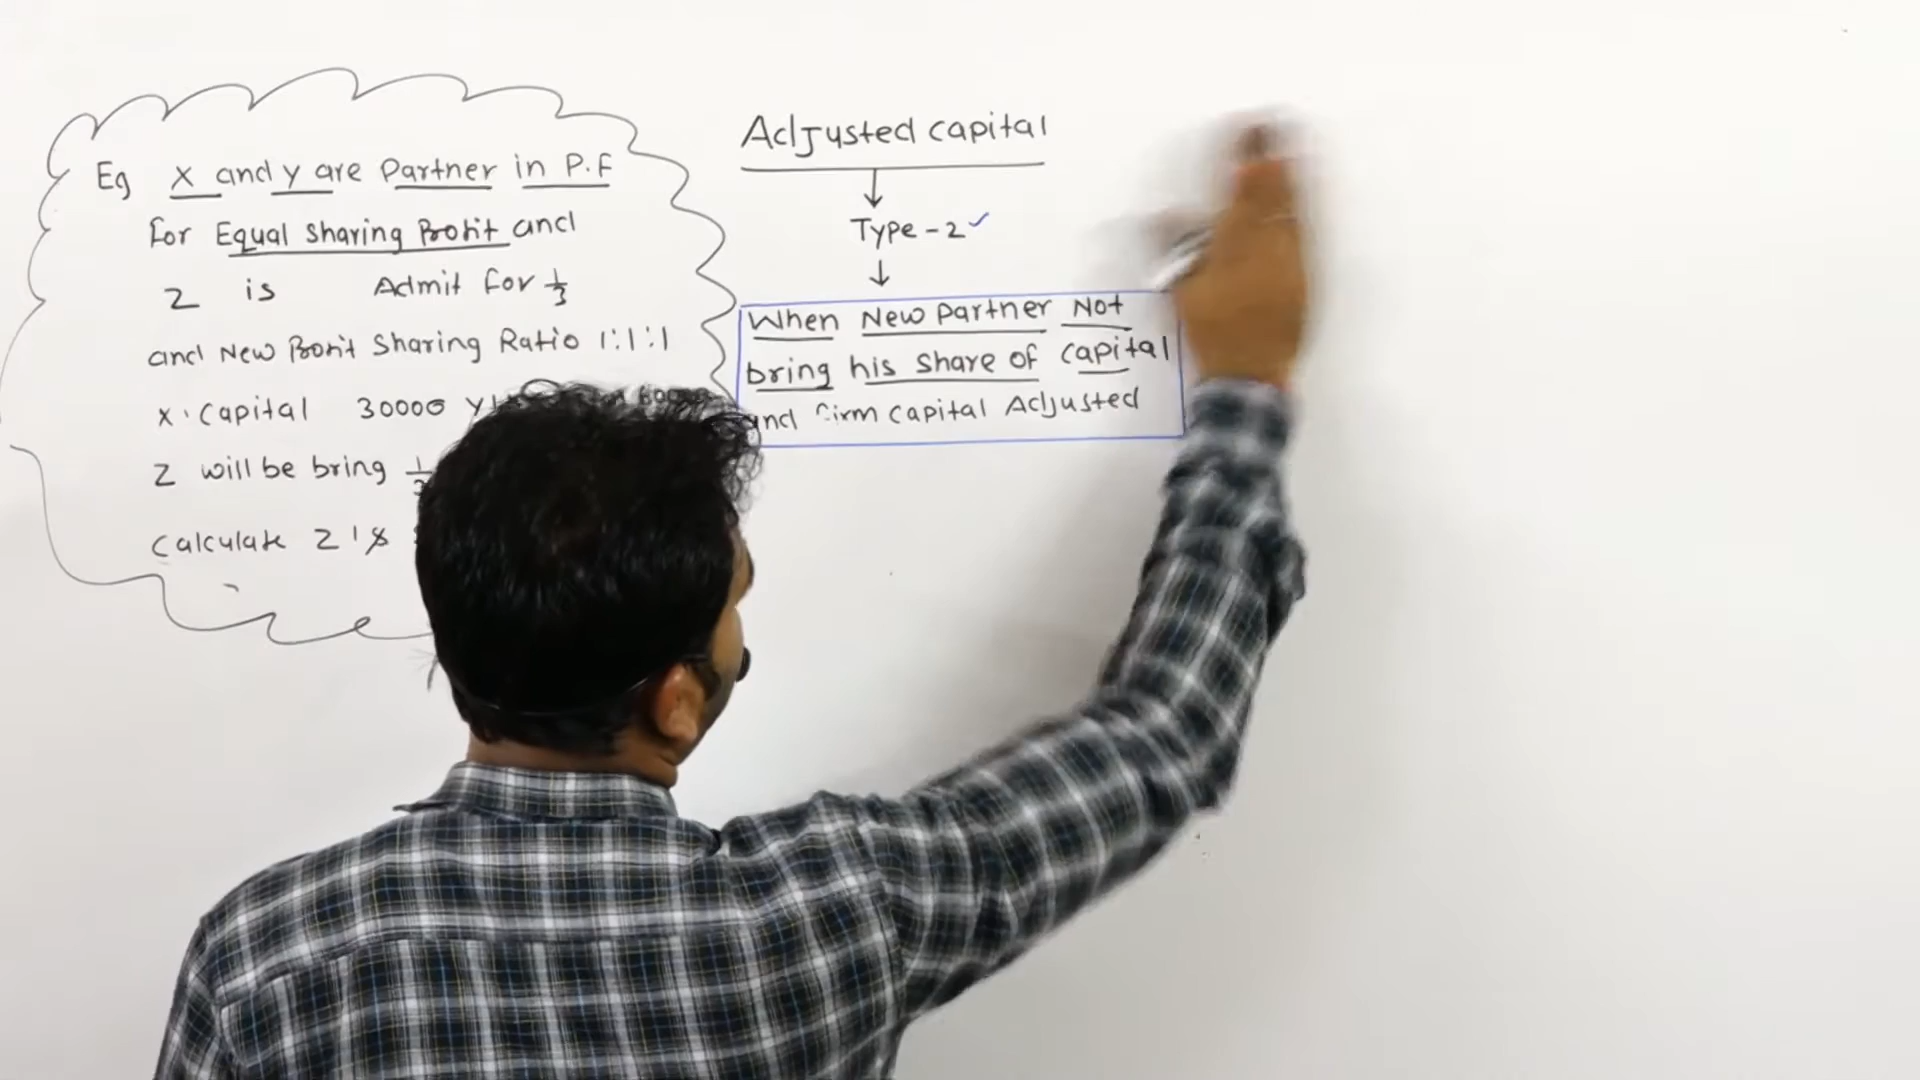 Eg X and y are Partner in P.F
for Equal sharing Profit and
Z is Admit for 1/3
and New Profit Sharing Ratio 1:1:1
X' Capital 30000
Z will be bring
Calculate Z's
Adjusted capital
Type-2✓
When New Partner Not
bring his share of Capital
and firm capital Adjusted